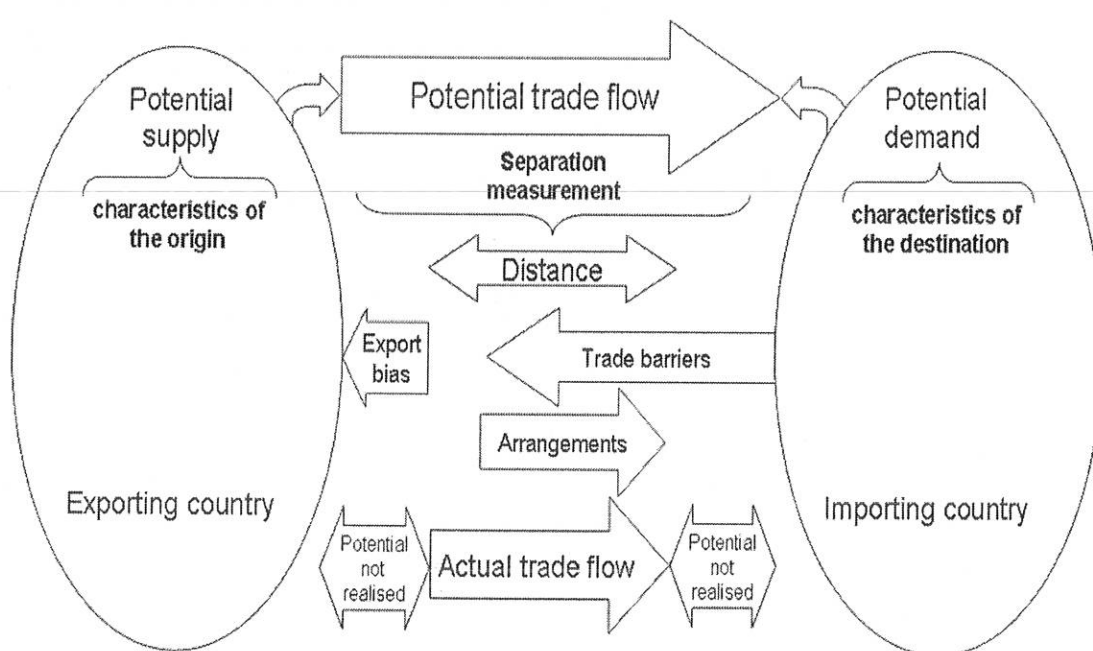 Potential
supply
characteristics of
the origin
Potential trade flow
Separation
measurement
Potential
demand
characteristics of
the destination
Distance
Export
bias
Trade barriers
Arrangements
Exporting country
Importing country
Potential
not
realised
Actual trade flow
Potential
not
realised